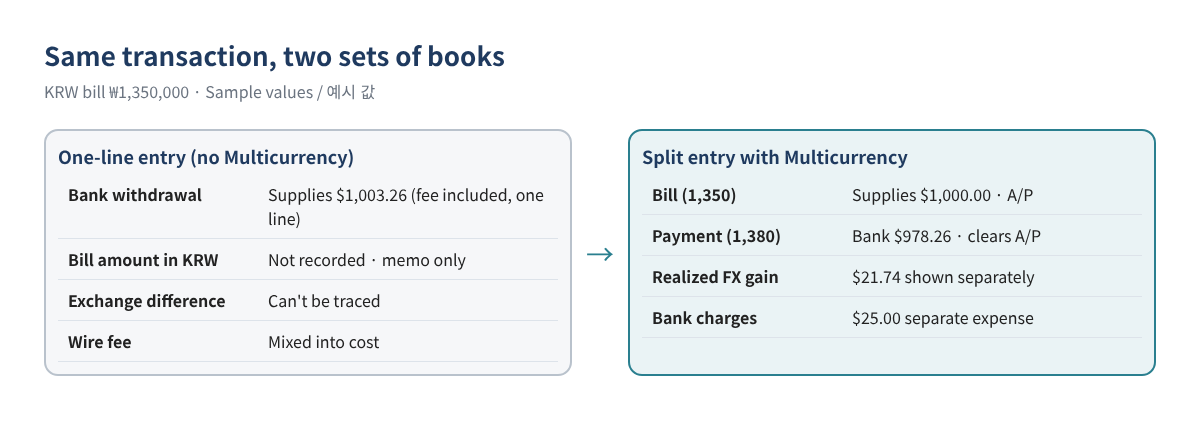 Same transaction, two sets of books
KRW bill ₩1,350,000 · Sample values / 예시 값
One-line entry (no Multicurrency)
Bank withdrawal Supplies $1,003.26 (fee included, one
line)
Bill amount in KRW Not recorded · memo only
Exchange difference Can't be traced
Wire fee Mixed into cost
→
Split entry with Multicurrency
Bill (1,350) Supplies $1,000.00 · A/P
Payment (1,380) Bank $978.26 · clears A/P
Realized FX gain $21.74 shown separately
Bank charges $25.00 separate expense